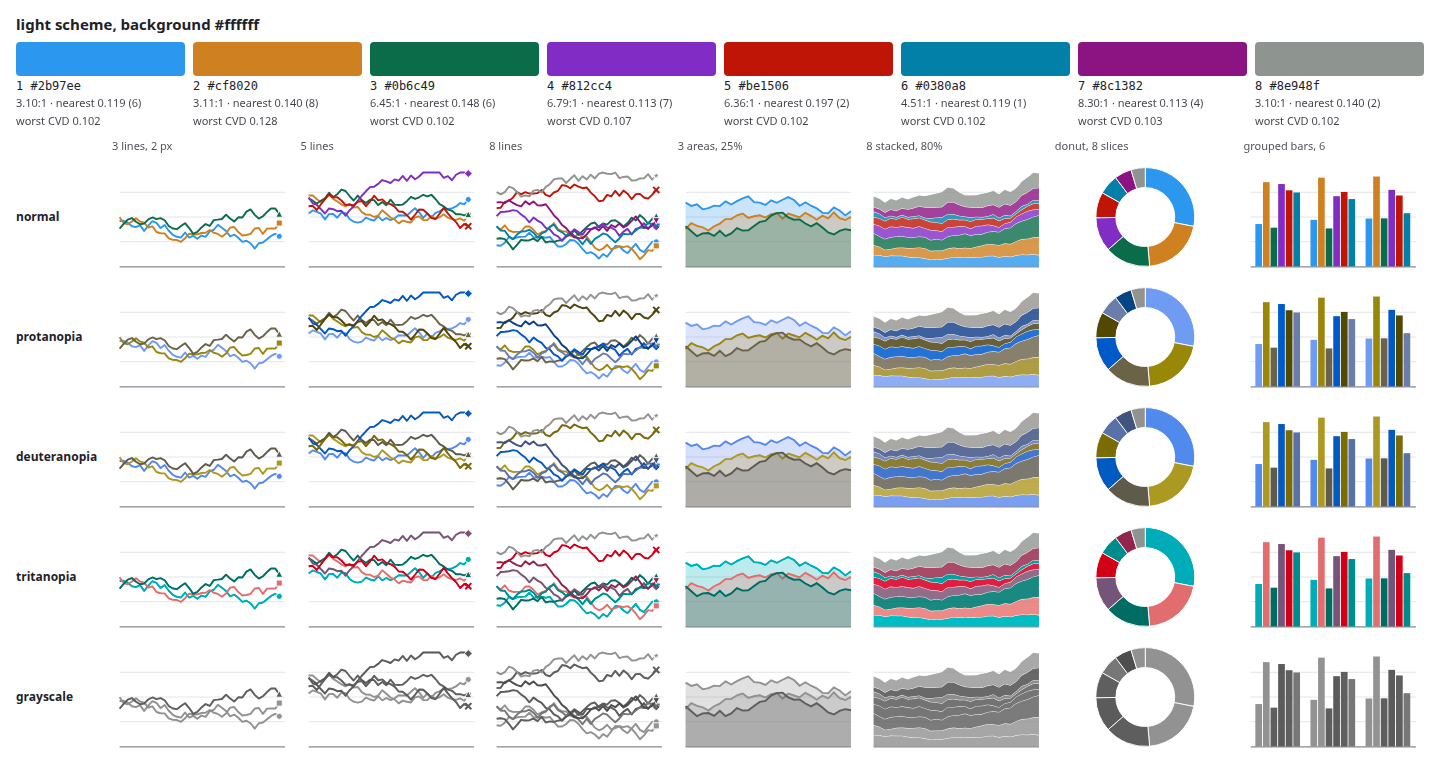 light scheme, background #ffffff
1 #2b97ee
3.10:1 · nearest 0.119 (6)
worst CVD 0.102
2 #cf8020
3.11:1 · nearest 0.140 (8)
worst CVD 0.128
3 #0b6c49
6.45:1 · nearest 0.148 (6)
worst CVD 0.102
4 #812cc4
6.79:1 · nearest 0.113 (7)
worst CVD 0.107
5 #be1506
6.36:1 · nearest 0.197 (2)
worst CVD 0.102
6 #0380a8
4.51:1 · nearest 0.119 (1)
worst CVD 0.102
7 #8c1382
8.30:1 · nearest 0.113 (4)
worst CVD 0.103
8 #8e948f
3.10:1 · nearest 0.140 (2)
worst CVD 0.102
3 lines, 2 px
5 lines
8 lines
3 areas, 25%
8 stacked, 80%
donut, 8 slices
grouped bars, 6
normal
protanopia
deuteranopia
tritanopia
grayscale